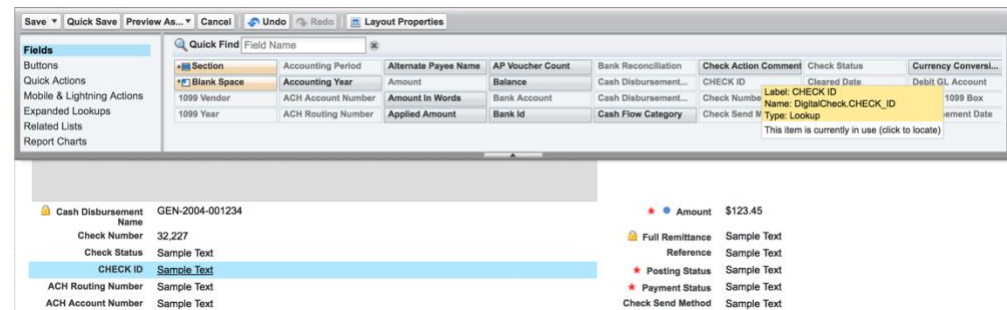 Save Quick Save Preview As... Cancel Undo Redo Layout Properties
Fields
Buttons
Quick Actions
Mobile & Lightning Actions
Expanded Lookups
Related Lists
Report Charts
Quick Find Field Name
Section Accounting Period Alternate Payee Name AP Voucher Count Bank Reconciliation Check Action Comment Check Status Currency Conversi...
Blank Space Accounting Year Amount Balance Cash Disbursement... CHECK ID Cleared Date Debit GL Account
1099 Vendor ACH Account Number Amount In Words Bank Account Cash Disbursement... Check Numbe 1099 Box
1099 Year ACH Routing Number Applied Amount Bank Id Cash Flow Category Check Send M ement Date
Label: CHECK ID
Name: DigitalCheck.CHECK_ID
Type: Lookup
This item is currently in use (click to locate)
Cash Disbursement Name GEN-2004-001234
Check Number 32,227
Check Status Sample Text
CHECK ID Sample Text
ACH Routing Number Sample Text
ACH Account Number Sample Text
* Amount $123.45
Full Remittance Sample Text
Reference Sample Text
* Posting Status Sample Text
* Payment Status Sample Text
Check Send Method Sample Text